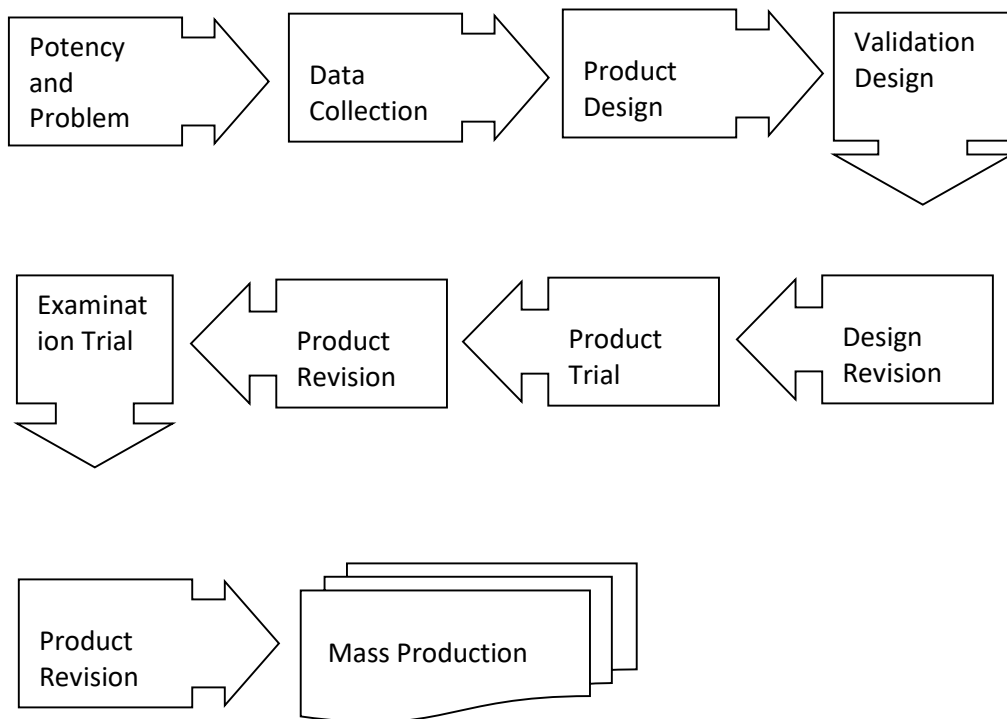 Potency
and
Problem
Data
Collection
Product
Design
Validation
Design
Design
Revision
Product
Trial
Product
Revision
Examinat
ion Trial
Product
Revision
Mass Production